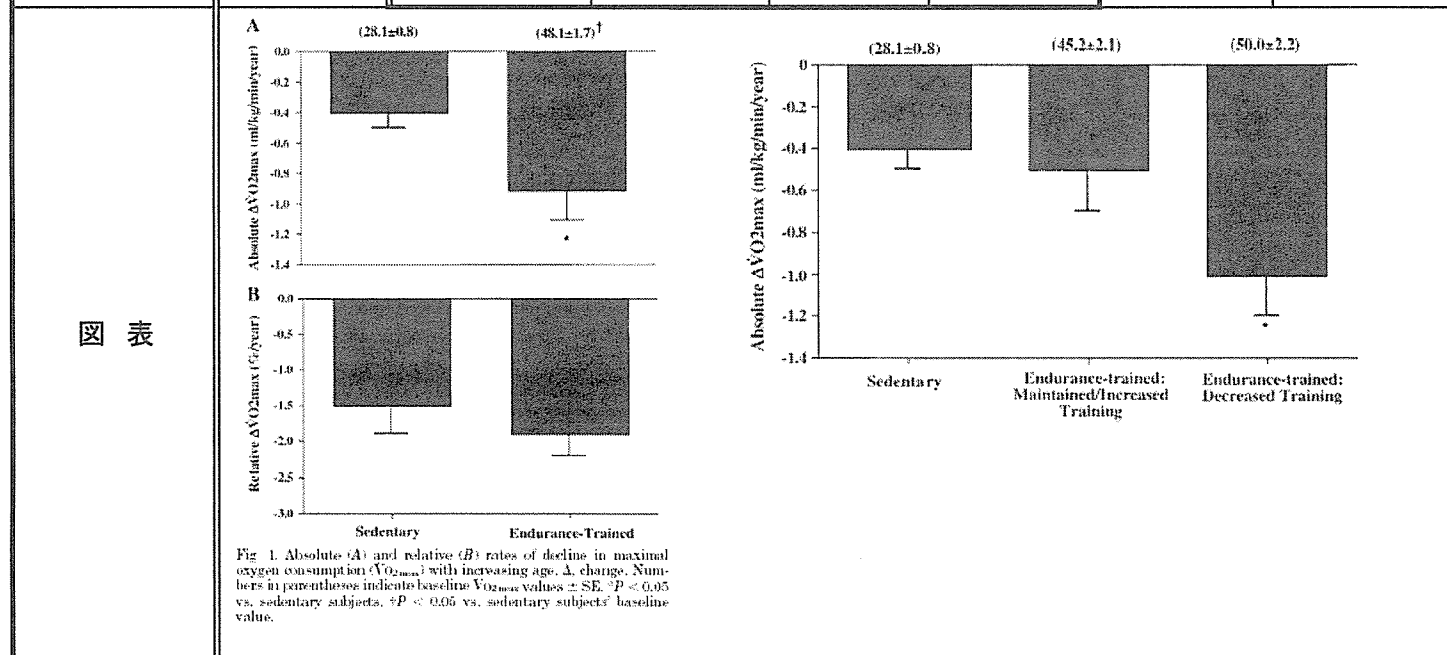 図 表
A
(28.1±0.8)
(48.1±1.7)†
Absolute ΔV̇O2max (ml/kg/min/year)
0.0
-0.2
-0.4
-0.6
-0.8
-1.0
-1.2
-1.4
*
B
Relative ΔV̇O2max (%/year)
0.0
-0.5
-1.0
-1.5
-2.0
-2.5
-3.0
Sedentary
Endurance-Trained
Fig 1. Absolute (A) and relative (B) rates of decline in maximal
oxygen consumption (V̇O2max) with increasing age. Δ, change. Num-
bers in parentheses indicate baseline V̇O2max values ± SE. *P < 0.05
vs. sedentary subjects. †P < 0.05 vs. sedentary subjects' baseline
value.
(28.1±0.8)
(45.2±2.1)
(50.0±2.2)
Absolute ΔV̇O2max (ml/kg/min/year)
0
-0.2
-0.4
-0.6
-0.8
-1.0
-1.2
-1.4
*
Sedentary
Endurance-trained:
Maintained/Increased
Training
Endurance-trained:
Decreased Training